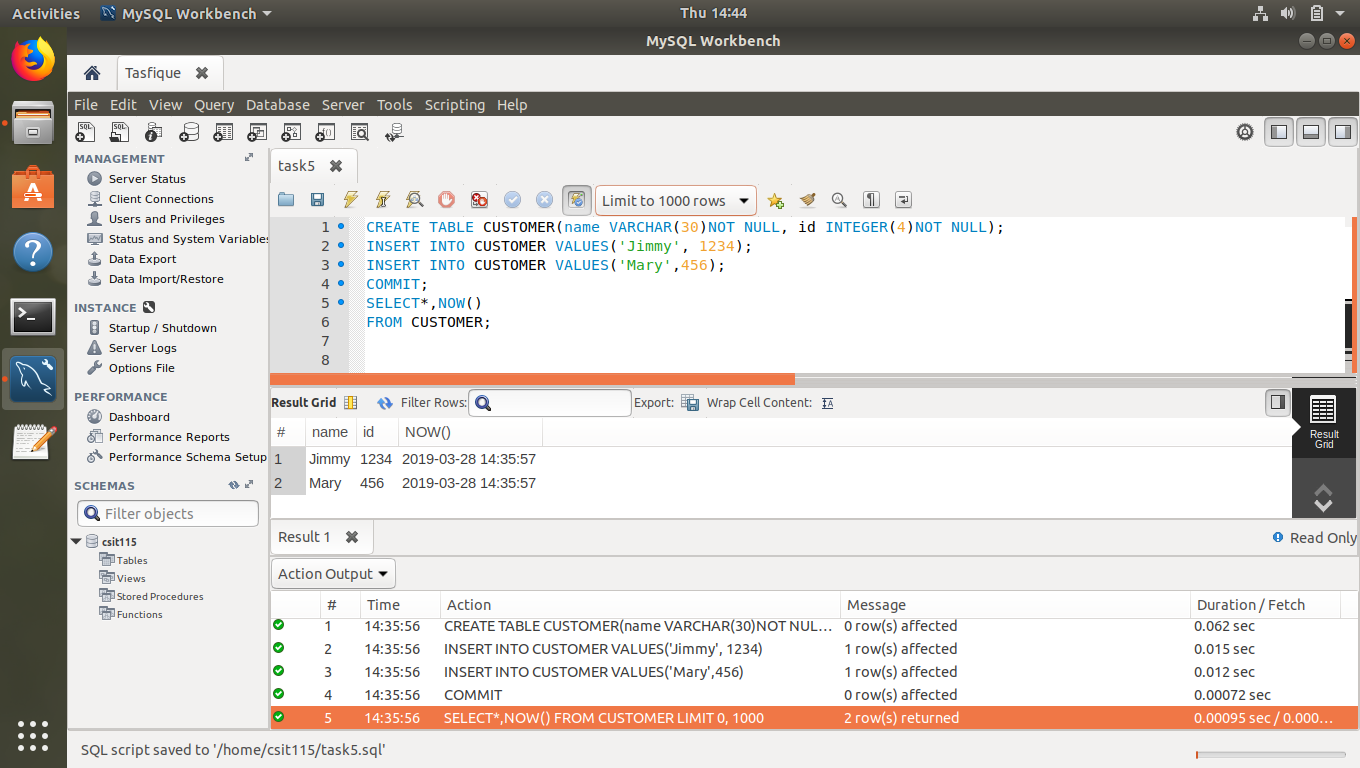 Activities MySQL Workbench Thu 14:44
MySQL Workbench
Tasfique
File Edit View Query Database Server Tools Scripting Help
MANAGEMENT
Server Status
Client Connections
Users and Privileges
Status and System Variables
Data Export
Data Import/Restore
INSTANCE
Startup / Shutdown
Server Logs
Options File
PERFORMANCE
Dashboard
Performance Reports
Performance Schema Setup
SCHEMAS
Filter objects
csit115
Tables
Views
Stored Procedures
Functions
task5
Limit to 1000 rows
1 CREATE TABLE CUSTOMER(name VARCHAR(30)NOT NULL, id INTEGER(4)NOT NULL);
2 INSERT INTO CUSTOMER VALUES('Jimmy', 1234);
3 INSERT INTO CUSTOMER VALUES('Mary',456);
4 COMMIT;
5 SELECT*,NOW()
6 FROM CUSTOMER;
7
8
Result Grid Filter Rows: Export: Wrap Cell Content:
# name id NOW()
1 Jimmy 1234 2019-03-28 14:35:57
2 Mary 456 2019-03-28 14:35:57
Result
Grid
Result 1 Read Only
Action Output
# Time Action Message Duration / Fetch
1 14:35:56 CREATE TABLE CUSTOMER(name VARCHAR(30)NOT NUL... 0 row(s) affected 0.062 sec
2 14:35:56 INSERT INTO CUSTOMER VALUES('Jimmy', 1234) 1 row(s) affected 0.015 sec
3 14:35:56 INSERT INTO CUSTOMER VALUES('Mary',456) 1 row(s) affected 0.012 sec
4 14:35:56 COMMIT 0 row(s) affected 0.00072 sec
5 14:35:56 SELECT*,NOW() FROM CUSTOMER LIMIT 0, 1000 2 row(s) returned 0.00095 sec / 0.000...
SQL script saved to '/home/csit115/task5.sql'